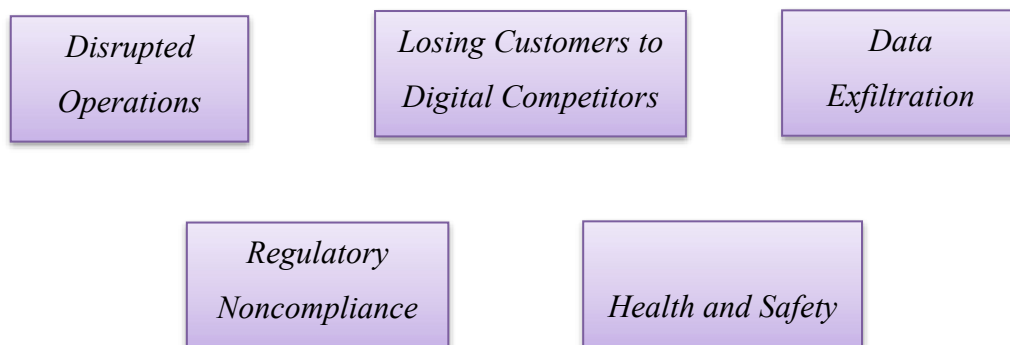 Disrupted
Operations
Losing Customers to
Digital Competitors
Data
Exfiltration
Regulatory
Noncompliance
Health and Safety